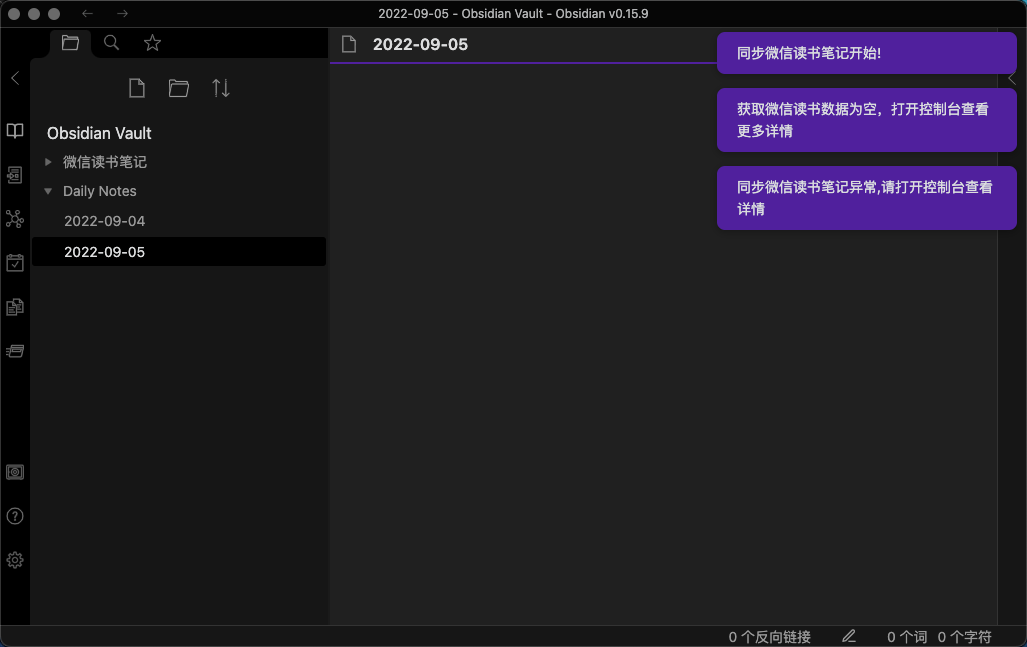 2022-09-05 - Obsidian Vault - Obsidian v0.15.9
2022-09-05
同步微信读书笔记开始!
获取微信读书数据为空，打开控制台查看
更多详情
同步微信读书笔记异常,请打开控制台查看
详情
Obsidian Vault
微信读书笔记
Daily Notes
2022-09-04
2022-09-05
0 个反向链接
0 个词
0 个字符